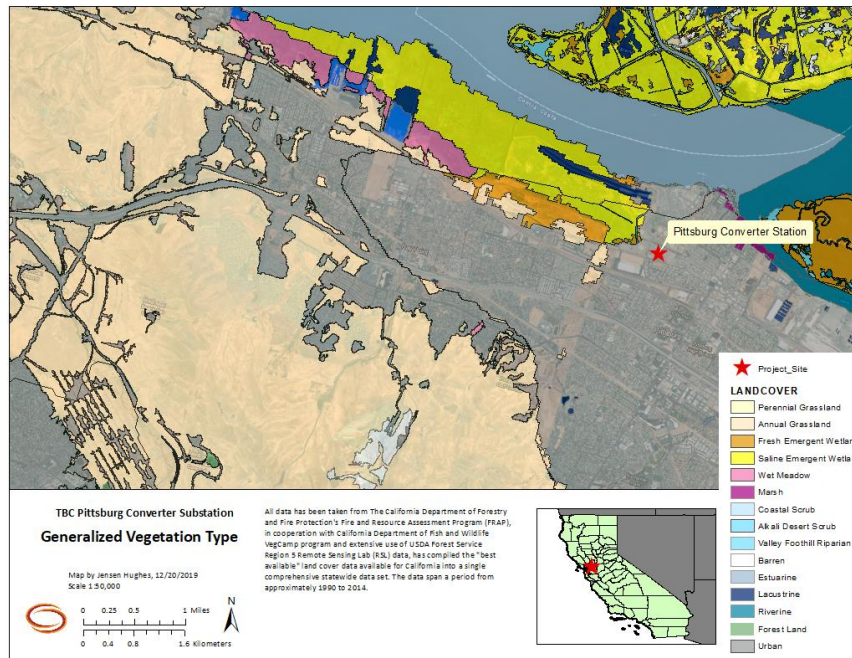 Pittsburg Converter Station
Project_Site
LANDCOVER
Perennial Grassland
Annual Grassland
Fresh Emergent Wetlan
Saline Emergent Wetla
Wet Meadow
Marsh
Coastal Scrub
Alkali Desert Scrub
Valley Foothill Riparian
Barren
Estuarine
Lacustrine
Riverine
Forest Land
Urban
TBC Pittsburg Converter Substation
Generalized Vegetation Type
Map by Jensen Hughes, 12/20/2019
Scale 1:50,000
0 0.25 0.5 1 Miles
0 0.4 0.8 1.6 Kilometers
N
All data has been taken from The California Department of Forestry
and Fire Protection's Fire and Resource Assessment Program (FRAP),
in cooperation with California Department of Fish and Wildlife
VegCamp program and extensive use of USDA Forest Service
Region 5 Remote Sensing Lab (RSL) data, has compiled the "best
available" land cover data available for California into a single
comprehensive statewide data set. The data span a period from
approximately 1990 to 2014.